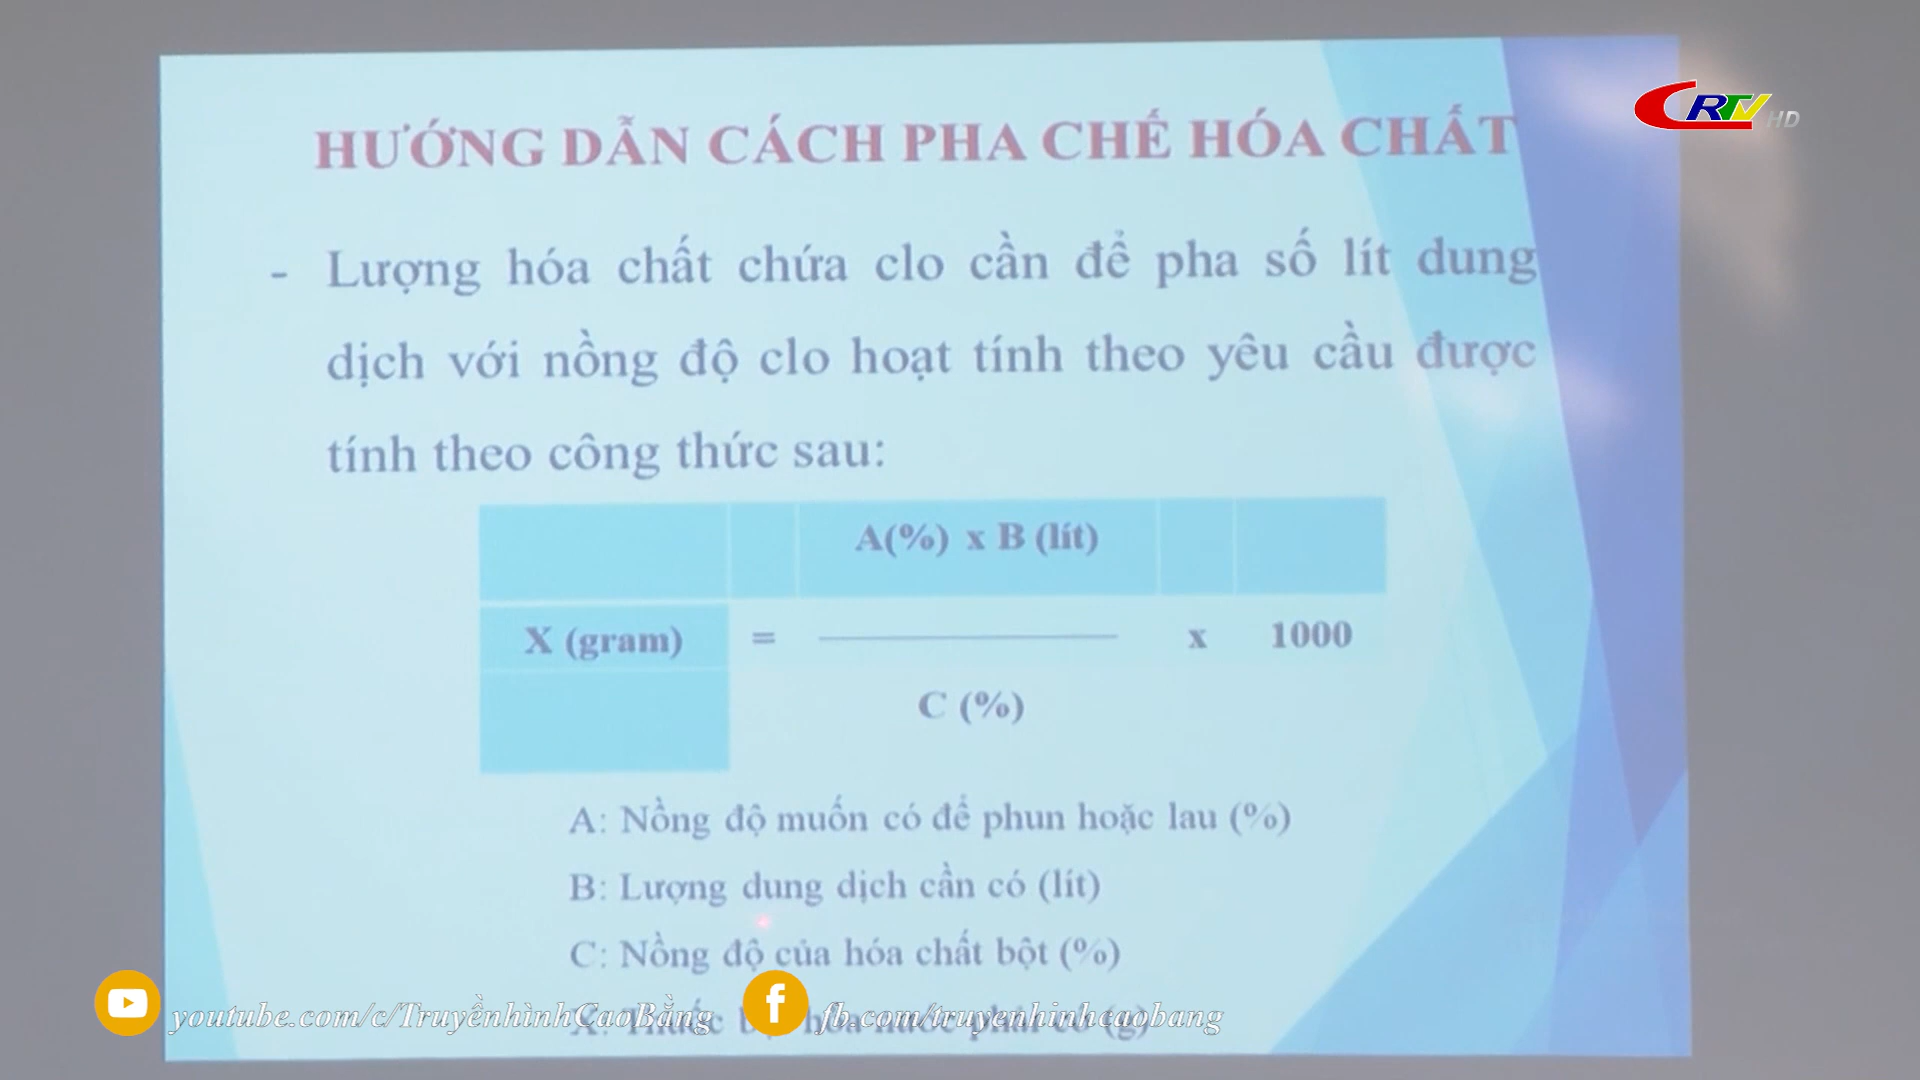 CRTV HD
HƯỚNG DẪN CÁCH PHA CHẾ HÓA CHẤT
- Lượng hóa chất chứa clo cần để pha số lít dung
dịch với nồng độ clo hoạt tính theo yêu cầu được
tính theo công thức sau:
A(%) x B (lít)
X (gram) = x 1000
C (%)
A: Nồng độ muốn có để phun hoặc lau (%)
B: Lượng dung dịch cần có (lít)
C: Nồng độ của hóa chất bột (%)
youtube.com/c/TruyềnhìnhCaoBằng fb.com/truyenhinhcaobang